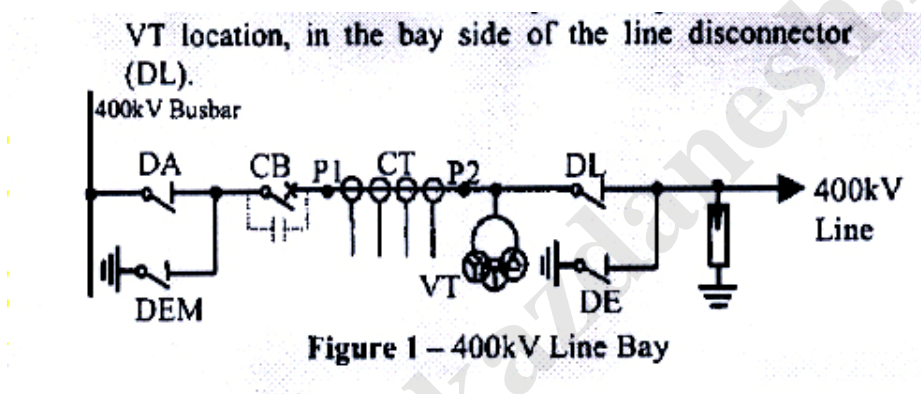 VT location, in the bay side of the line disconnector
(DL).
400kV Busbar
DA CB P1 CT P2 DL
400kV
Line
VT
DEM DE
Figure 1 – 400kV Line Bay
kazdanesh.